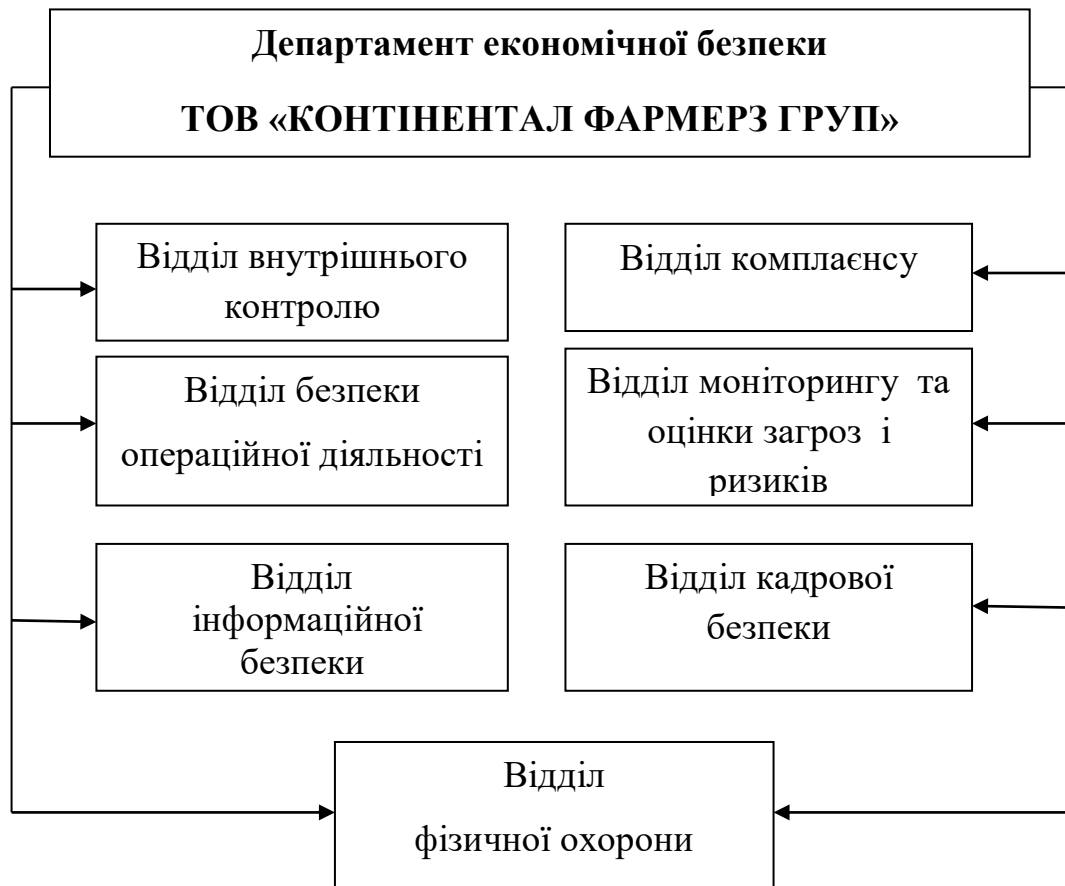 Департамент економічної безпеки
ТОВ «КОНТІНЕНТАЛ ФАРМЕРЗ ГРУП»
Відділ внутрішнього
контролю
Відділ комплаєнсу
Відділ безпеки
операційної діяльності
Відділ моніторингу та
оцінки загроз і
ризиків
Відділ
інформаційної
безпеки
Відділ кадрової
безпеки
Відділ
фізичної охорони